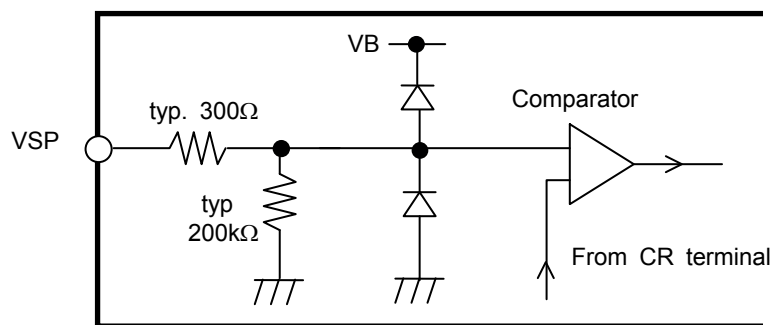 VB
typ. 300Ω
Comparator
VSP
typ
200kΩ
From CR terminal